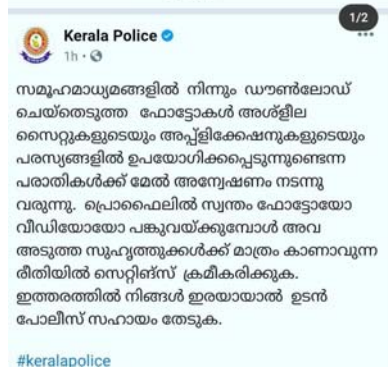 1/2
Kerala Police
1h ·
സമൂഹമാധ്യമങ്ങളിൽ നിന്നും ഡൗൺലോഡ്
ചെയ്തെടുത്ത ഫോട്ടോകൾ അശ്ളീല
സൈറ്റുകളുടെയും അപ്ളിക്കേഷനുകളുടെയും
പരസ്യങ്ങളിൽ ഉപയോഗിക്കപ്പെടുന്നുണ്ടെന്ന
പരാതികൾക്ക് മേൽ അന്വേഷണം നടന്നു
വരുന്നു. പ്രൊഫൈലിൽ സ്വന്തം ഫോട്ടോയോ
വീഡിയോയോ പങ്കുവയ്ക്കുമ്പോൾ അവ
അടുത്ത സുഹൃത്തുക്കൾക്ക് മാത്രം കാണാവുന്ന
രീതിയിൽ സെറ്റിങ്‌സ് ക്രമീകരിക്കുക.
ഇത്തരത്തിൽ നിങ്ങൾ ഇരയായാൽ ഉടൻ
പോലീസ് സഹായം തേടുക.
#keralapolice